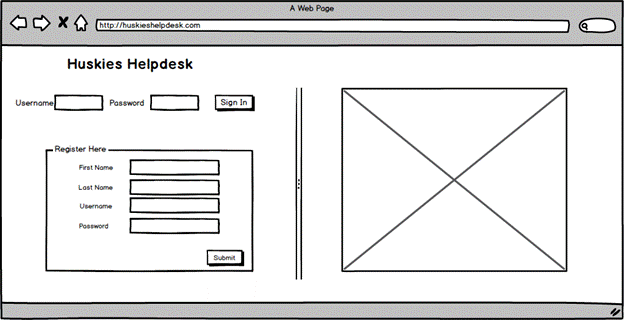 A Web Page
http://huskieshelpdesk.com
Huskies Helpdesk
Username Password Sign In
Register Here
First Name
Last Name
Username
Password
Submit